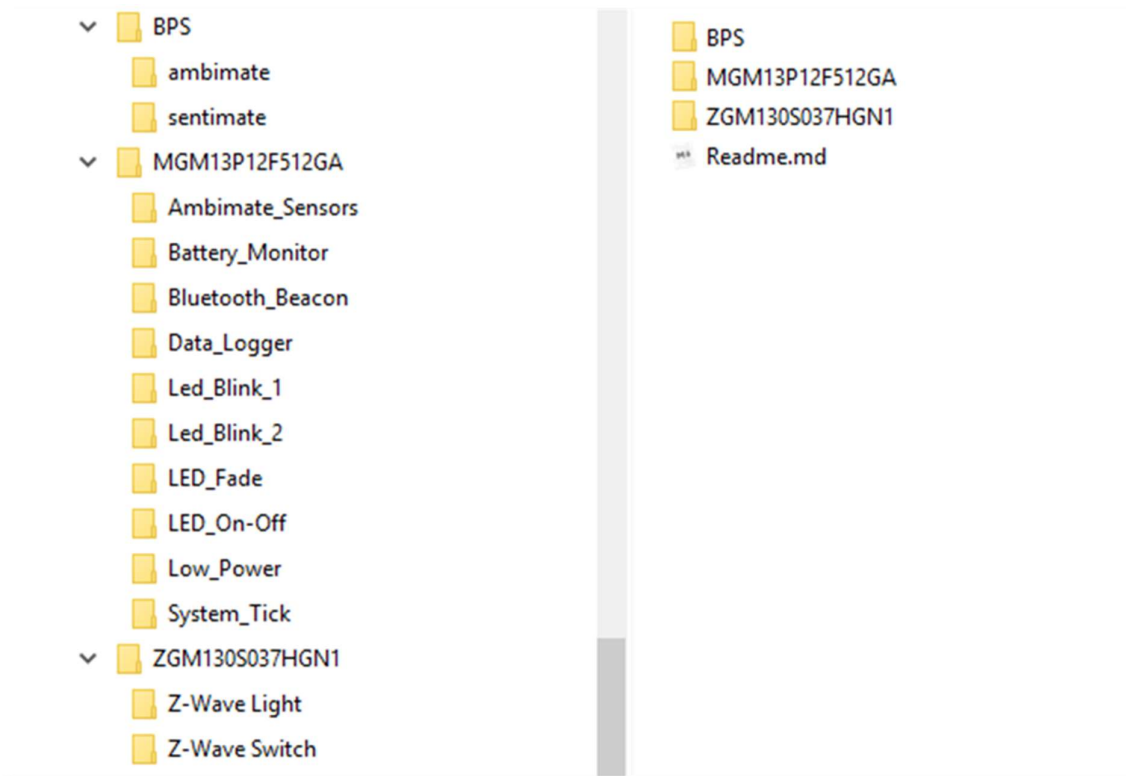 BPS
ambimate
sentimate
MGM13P12F512GA
Ambimate_Sensors
Battery_Monitor
Bluetooth_Beacon
Data_Logger
Led_Blink_1
Led_Blink_2
LED_Fade
LED_On-Off
Low_Power
System_Tick
ZGM130S037HGN1
Z-Wave Light
Z-Wave Switch
BPS
MGM13P12F512GA
ZGM130S037HGN1
Readme.md